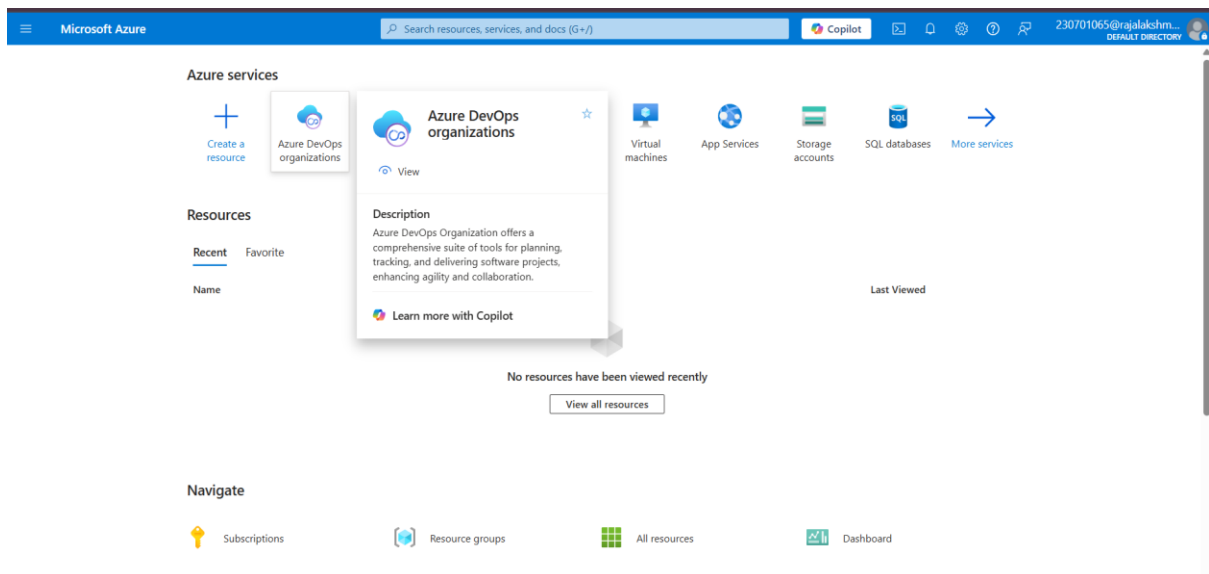 Microsoft Azure
Search resources, services, and docs (G+/)
Copilot
230701065@rajalakshm...
DEFAULT DIRECTORY
Azure services
Create a
resource
Azure DevOps
organizations
Azure DevOps
organizations
View
Description
Azure DevOps Organization offers a
comprehensive suite of tools for planning,
tracking, and delivering software projects,
enhancing agility and collaboration.
Learn more with Copilot
Virtual
machines
App Services
Storage
accounts
SQL
SQL databases
More services
Resources
Recent Favorite
Name
Last Viewed
No resources have been viewed recently
View all resources
Navigate
Subscriptions
Resource groups
All resources
Dashboard